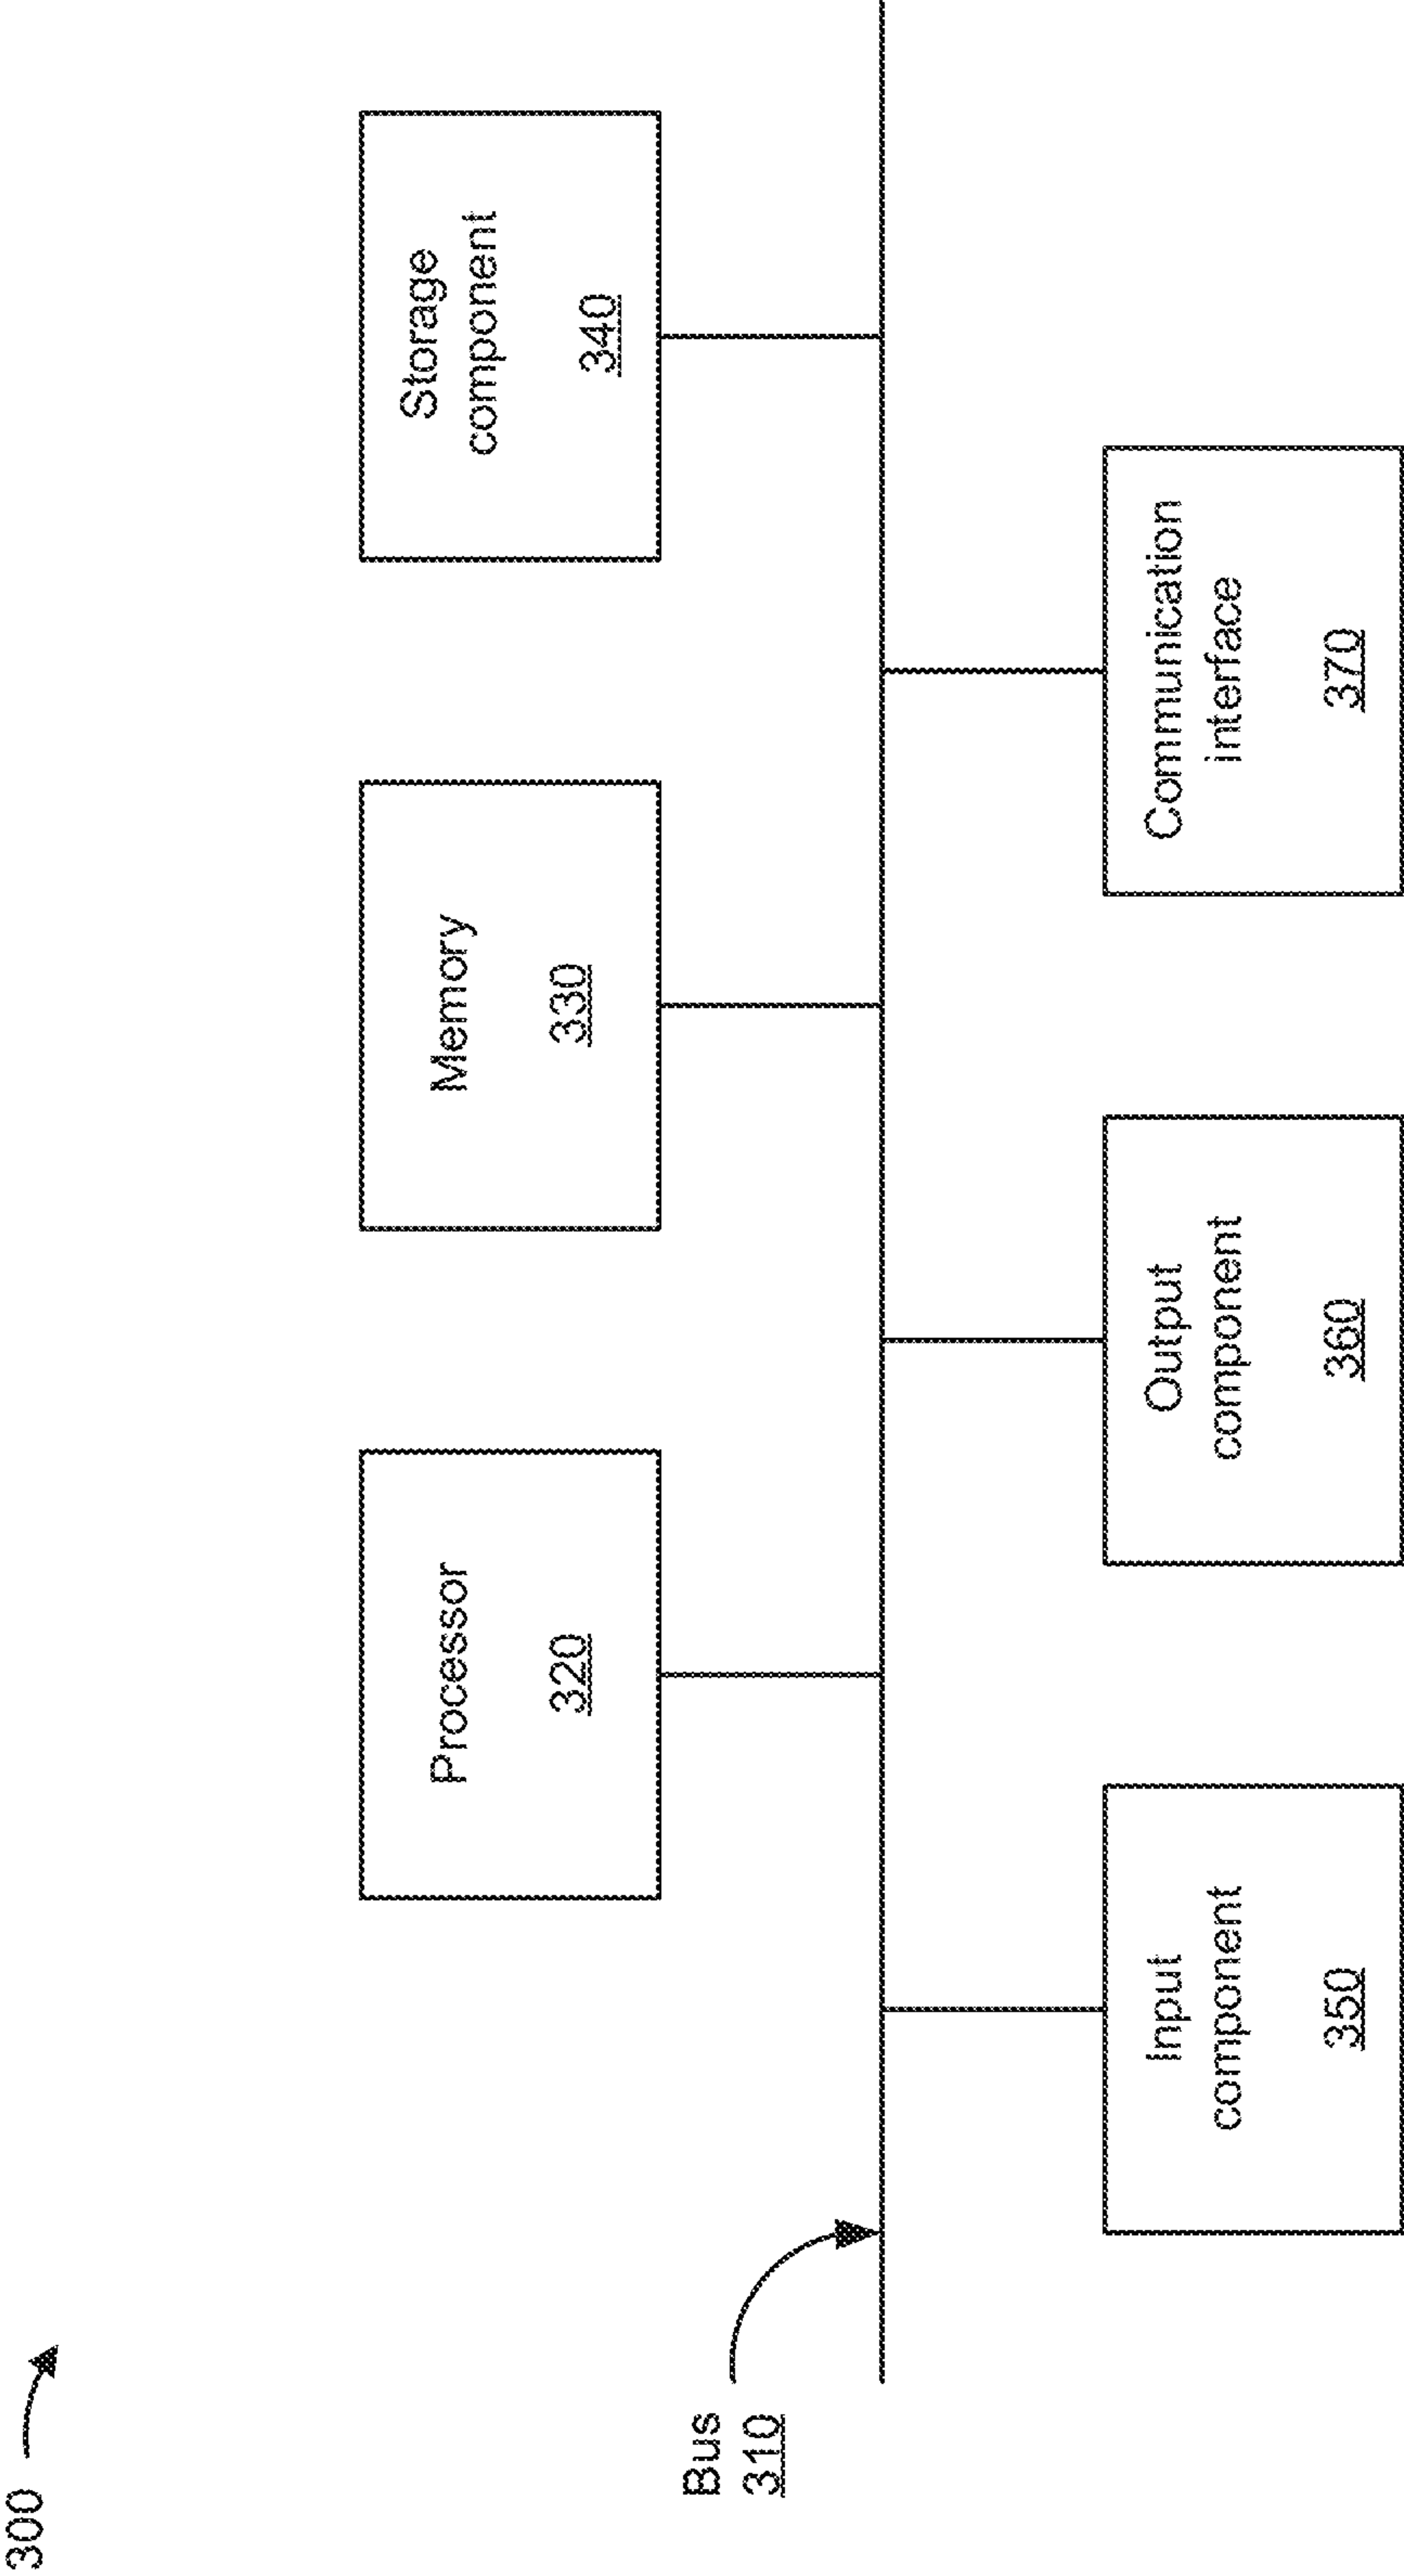 300
Bus
310
Processor
320
Memory
330
Storage
component
340
Input
component
350
Output
component
360
Communication
interface
370